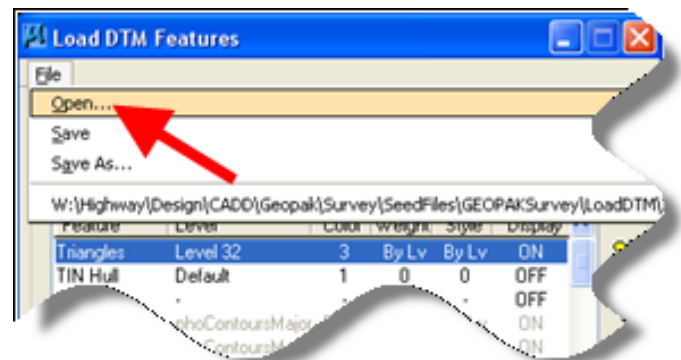 Load DTM Features
File
Open...
Save
Save As...
W:\Highway\Design\CADD\Geopak\Survey\SeedFiles\GEOPAKSurvey\LoadDTM\
Feature Level Color Weight Style Display
Triangles Level 32 3 By Lv By Lv ON
TIN Hull Default 1 0 0 OFF
- - - - OFF
phoContoursMajor ON
Contours ON